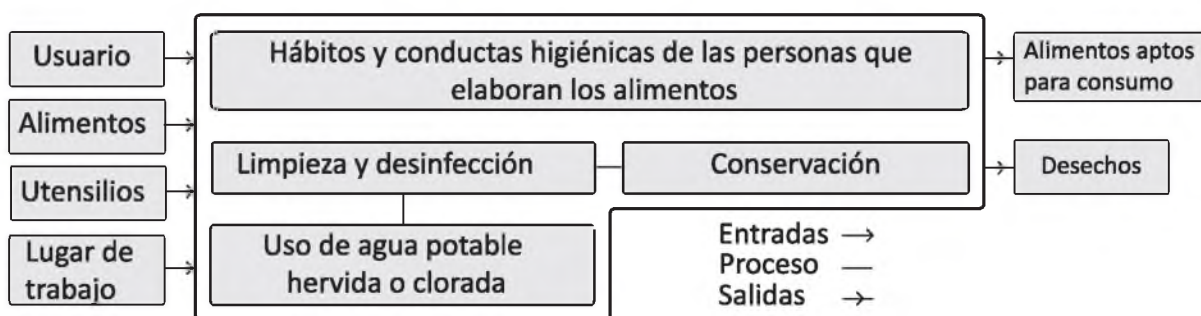 Usuario
Alimentos
Utensilios
Lugar de
trabajo
Hábitos y conductas higiénicas de las personas que
elaboran los alimentos
Limpieza y desinfección
Conservación
Uso de agua potable
hervida o clorada
Alimentos aptos
para consumo
Desechos
Entradas
Proceso
Salidas